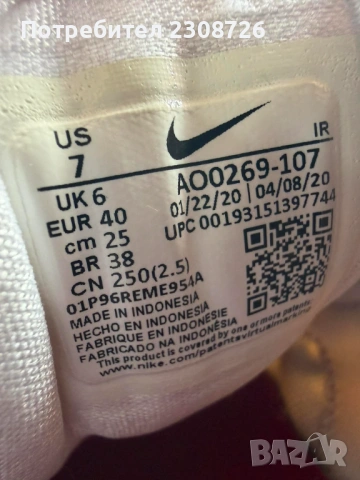 Потребител 2308726
US
7
IR
UK 6
EUR 40
cm 25
BR 38
CN 250(2.5)
AO0269-107
01/22/20 04/08/20
UPC 00193151397744
01P96REME954A
MADE IN INDONESIA
HECHO EN INDONESIA
FABRIQUÉ EN INDONÉSIE
FABRICADO NA INDONÉSIA
This product is covered by one or more patents:
www.nike.com/patentsvirtualmarking
BAZAR